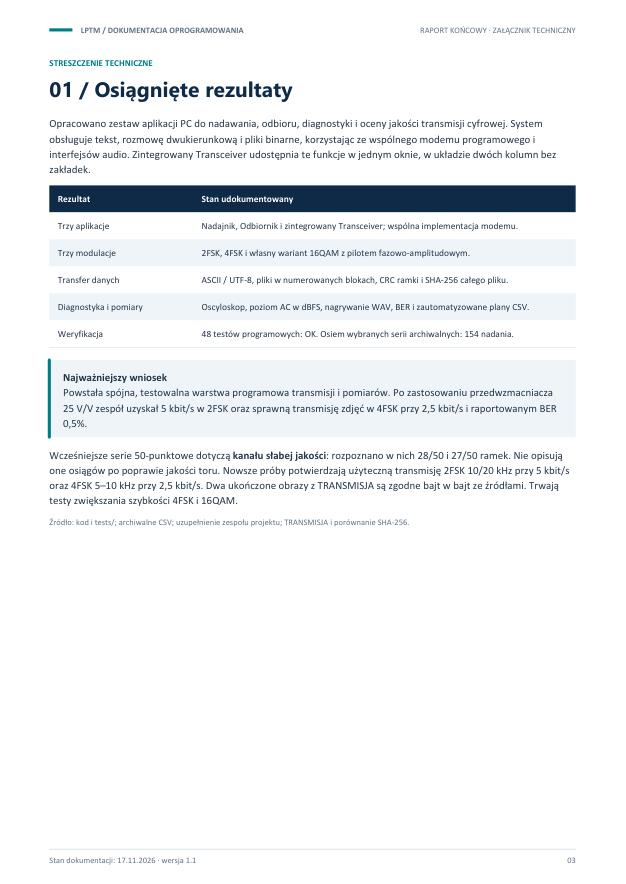 LPTM / DOKUMENTACJA OPROGRAMOWANIA
RAPORT KOŃCOWY · ZAŁĄCZNIK TECHNICZNY
STRESZCZENIE TECHNICZNE
01 / Osiągnięte rezultaty
Opracowano zestaw aplikacji PC do nadawania, odbioru, diagnostyki i oceny jakości transmisji cyfrowej. System
obsługuje tekst, rozmowę dwukierunkową i pliki binarne, korzystając ze wspólnego modemu programowego i
interfejsów audio. Zintegrowany Transceiver udostępnia te funkcje w jednym oknie, w układzie dwóch kolumn bez
zakładek.
Rezultat Stan udokumentowany
Trzy aplikacje Nadajnik, Odbiornik i zintegrowany Transceiver; wspólna implementacja modemu.
Trzy modulacje 2FSK, 4FSK i własny wariant 16QAM z pilotem fazowo-amplitudowym.
Transfer danych ASCII / UTF-8, pliki w numerowanych blokach, CRC ramki i SHA-256 całego pliku.
Diagnostyka i pomiary Oscyloskop, poziom AC w dBFS, nagrywanie WAV, BER i zautomatyzowane plany CSV.
Weryfikacja 48 testów programowych: OK. Osiem wybranych serii archiwalnych: 154 nadania.
Najważniejszy wniosek
Powstała spójna, testowalna warstwa programowa transmisji i pomiarów. Po zastosowaniu przedwzmacniacza
25 V/V zespół uzyskał 5 kbit/s w 2FSK oraz sprawną transmisję zdjęć w 4FSK przy 2,5 kbit/s i raportowanym BER
0,5%.
Wcześniejsze serie 50-punktowe dotyczą kanału słabej jakości: rozpoznano w nich 28/50 i 27/50 ramek. Nie opisują
one osiągów po poprawie jakości toru. Nowsze próby potwierdzają użyteczną transmisję 2FSK 10/20 kHz przy 5 kbit/s
oraz 4FSK 5–10 kHz przy 2,5 kbit/s. Dwa ukończone obrazy z TRANSMISJA są zgodne bajt w bajt ze źródłami. Trwają
testy zwiększania szybkości 4FSK i 16QAM.
Źródło: kod i tests/; archiwalne CSV; uzupełnienie zespołu projektu; TRANSMISJA i porównanie SHA-256.
Stan dokumentacji: 17.11.2026 · wersja 1.1
03